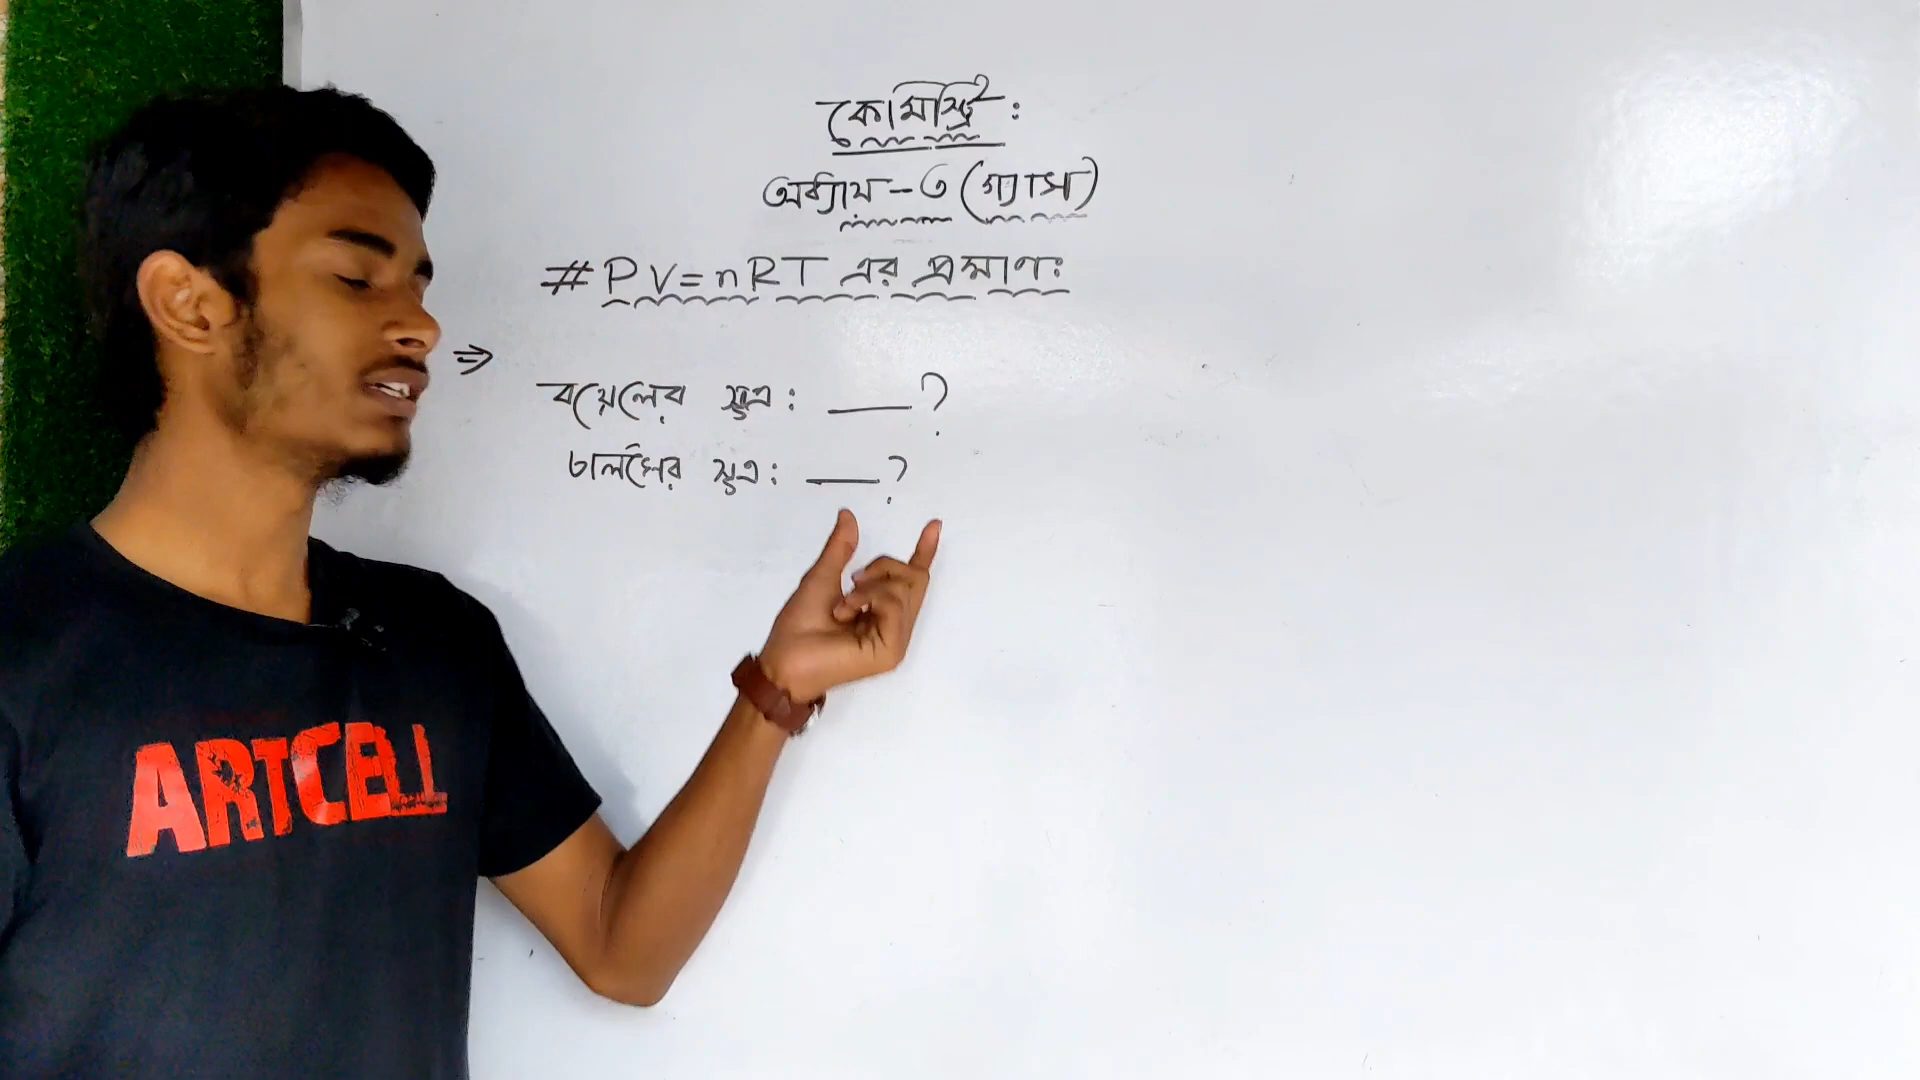 কেমিস্ট্রি :
অধ্যায় - ৩ (গ্যাস)
# PV = nRT এর প্রমাণঃ
⇒
বয়েলের সূত্র : ___ ?
চার্লসের সূত্র : ___ ?
ARTCELL